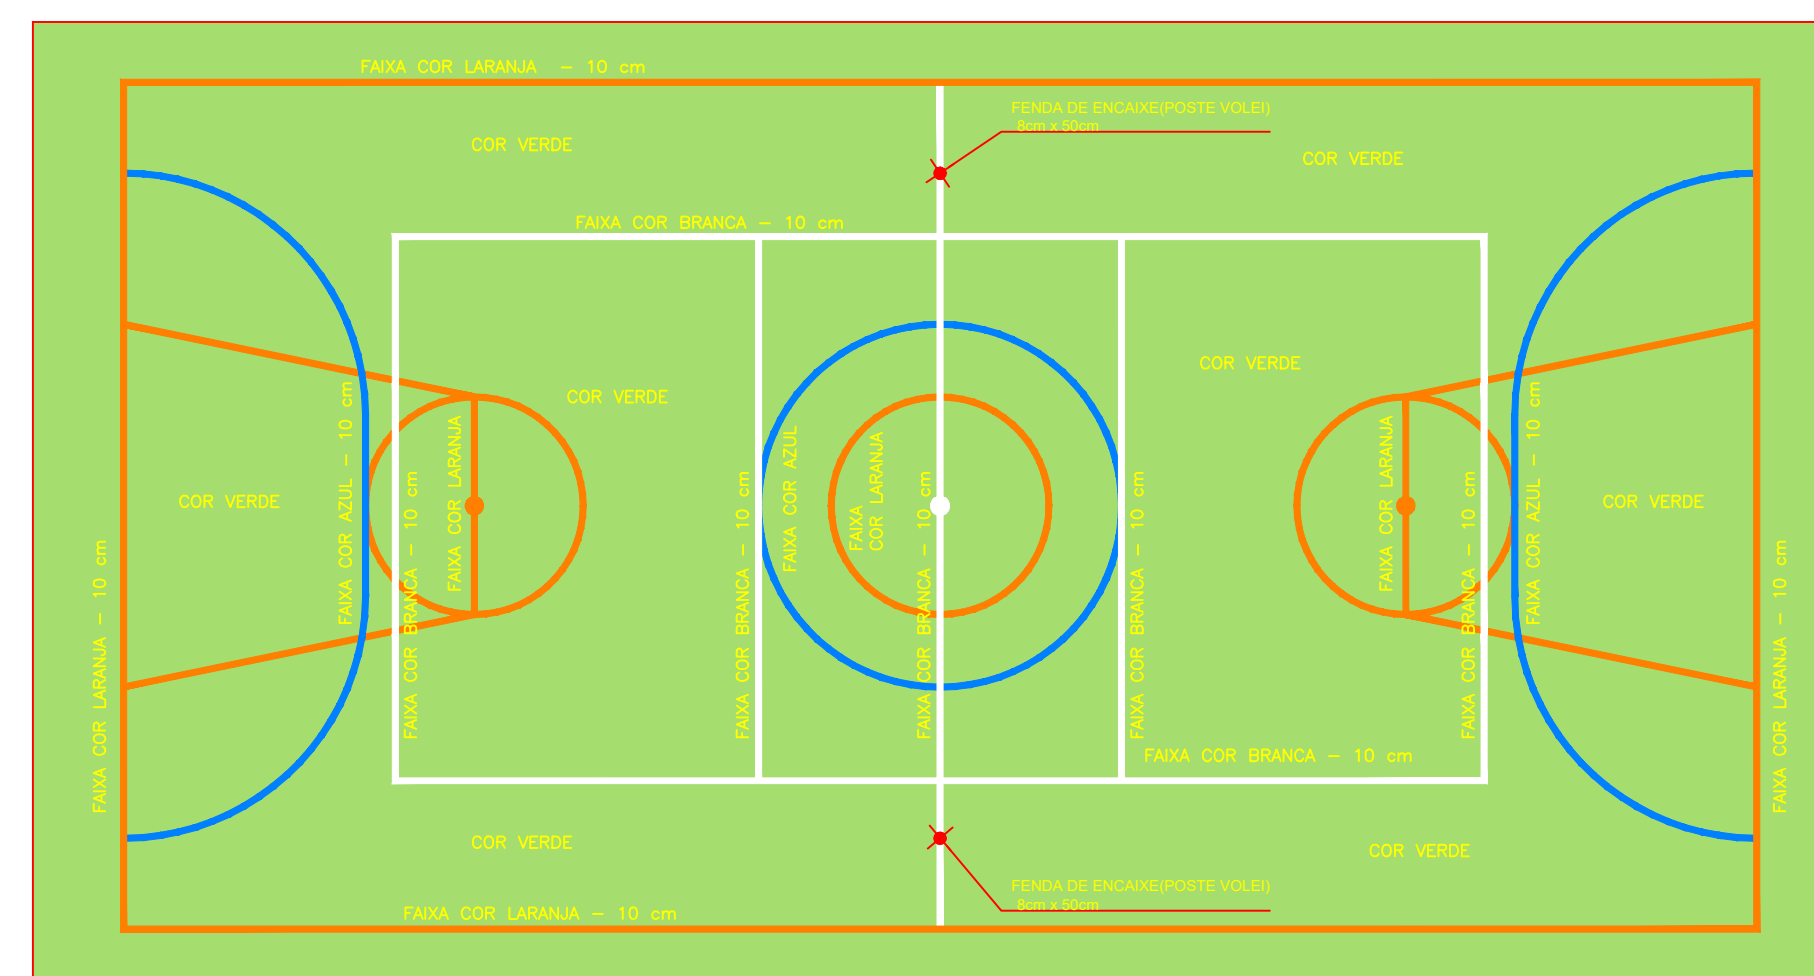 FAIXA COR LARANJA - 10 cm
FENDA DE ENCAIXE(POSTE VOLEI)
8cm x 50cm
COR VERDE
COR VERDE
FAIXA COR BRANCA - 10 cm
COR VERDE
COR VERDE
COR VERDE
COR VERDE
FAIXA COR LARANJA - 10 cm
FAIXA COR AZUL - 10 cm
FAIXA COR BRANCA - 10 cm
FAIXA COR LARANJA
FAIXA COR BRANCA - 10 cm
FAIXA COR AZUL
FAIXA
COR LARANJA
FAIXA COR BRANCA - 10 cm
FAIXA COR BRANCA - 10 cm
FAIXA COR LARANJA
FAIXA COR BRANCA - 10 cm
FAIXA COR AZUL - 10 cm
FAIXA COR LARANJA - 10 cm
FAIXA COR BRANCA - 10 cm
COR VERDE
COR VERDE
FENDA DE ENCAIXE(POSTE VOLEI)
8cm x 50cm
FAIXA COR LARANJA - 10 cm